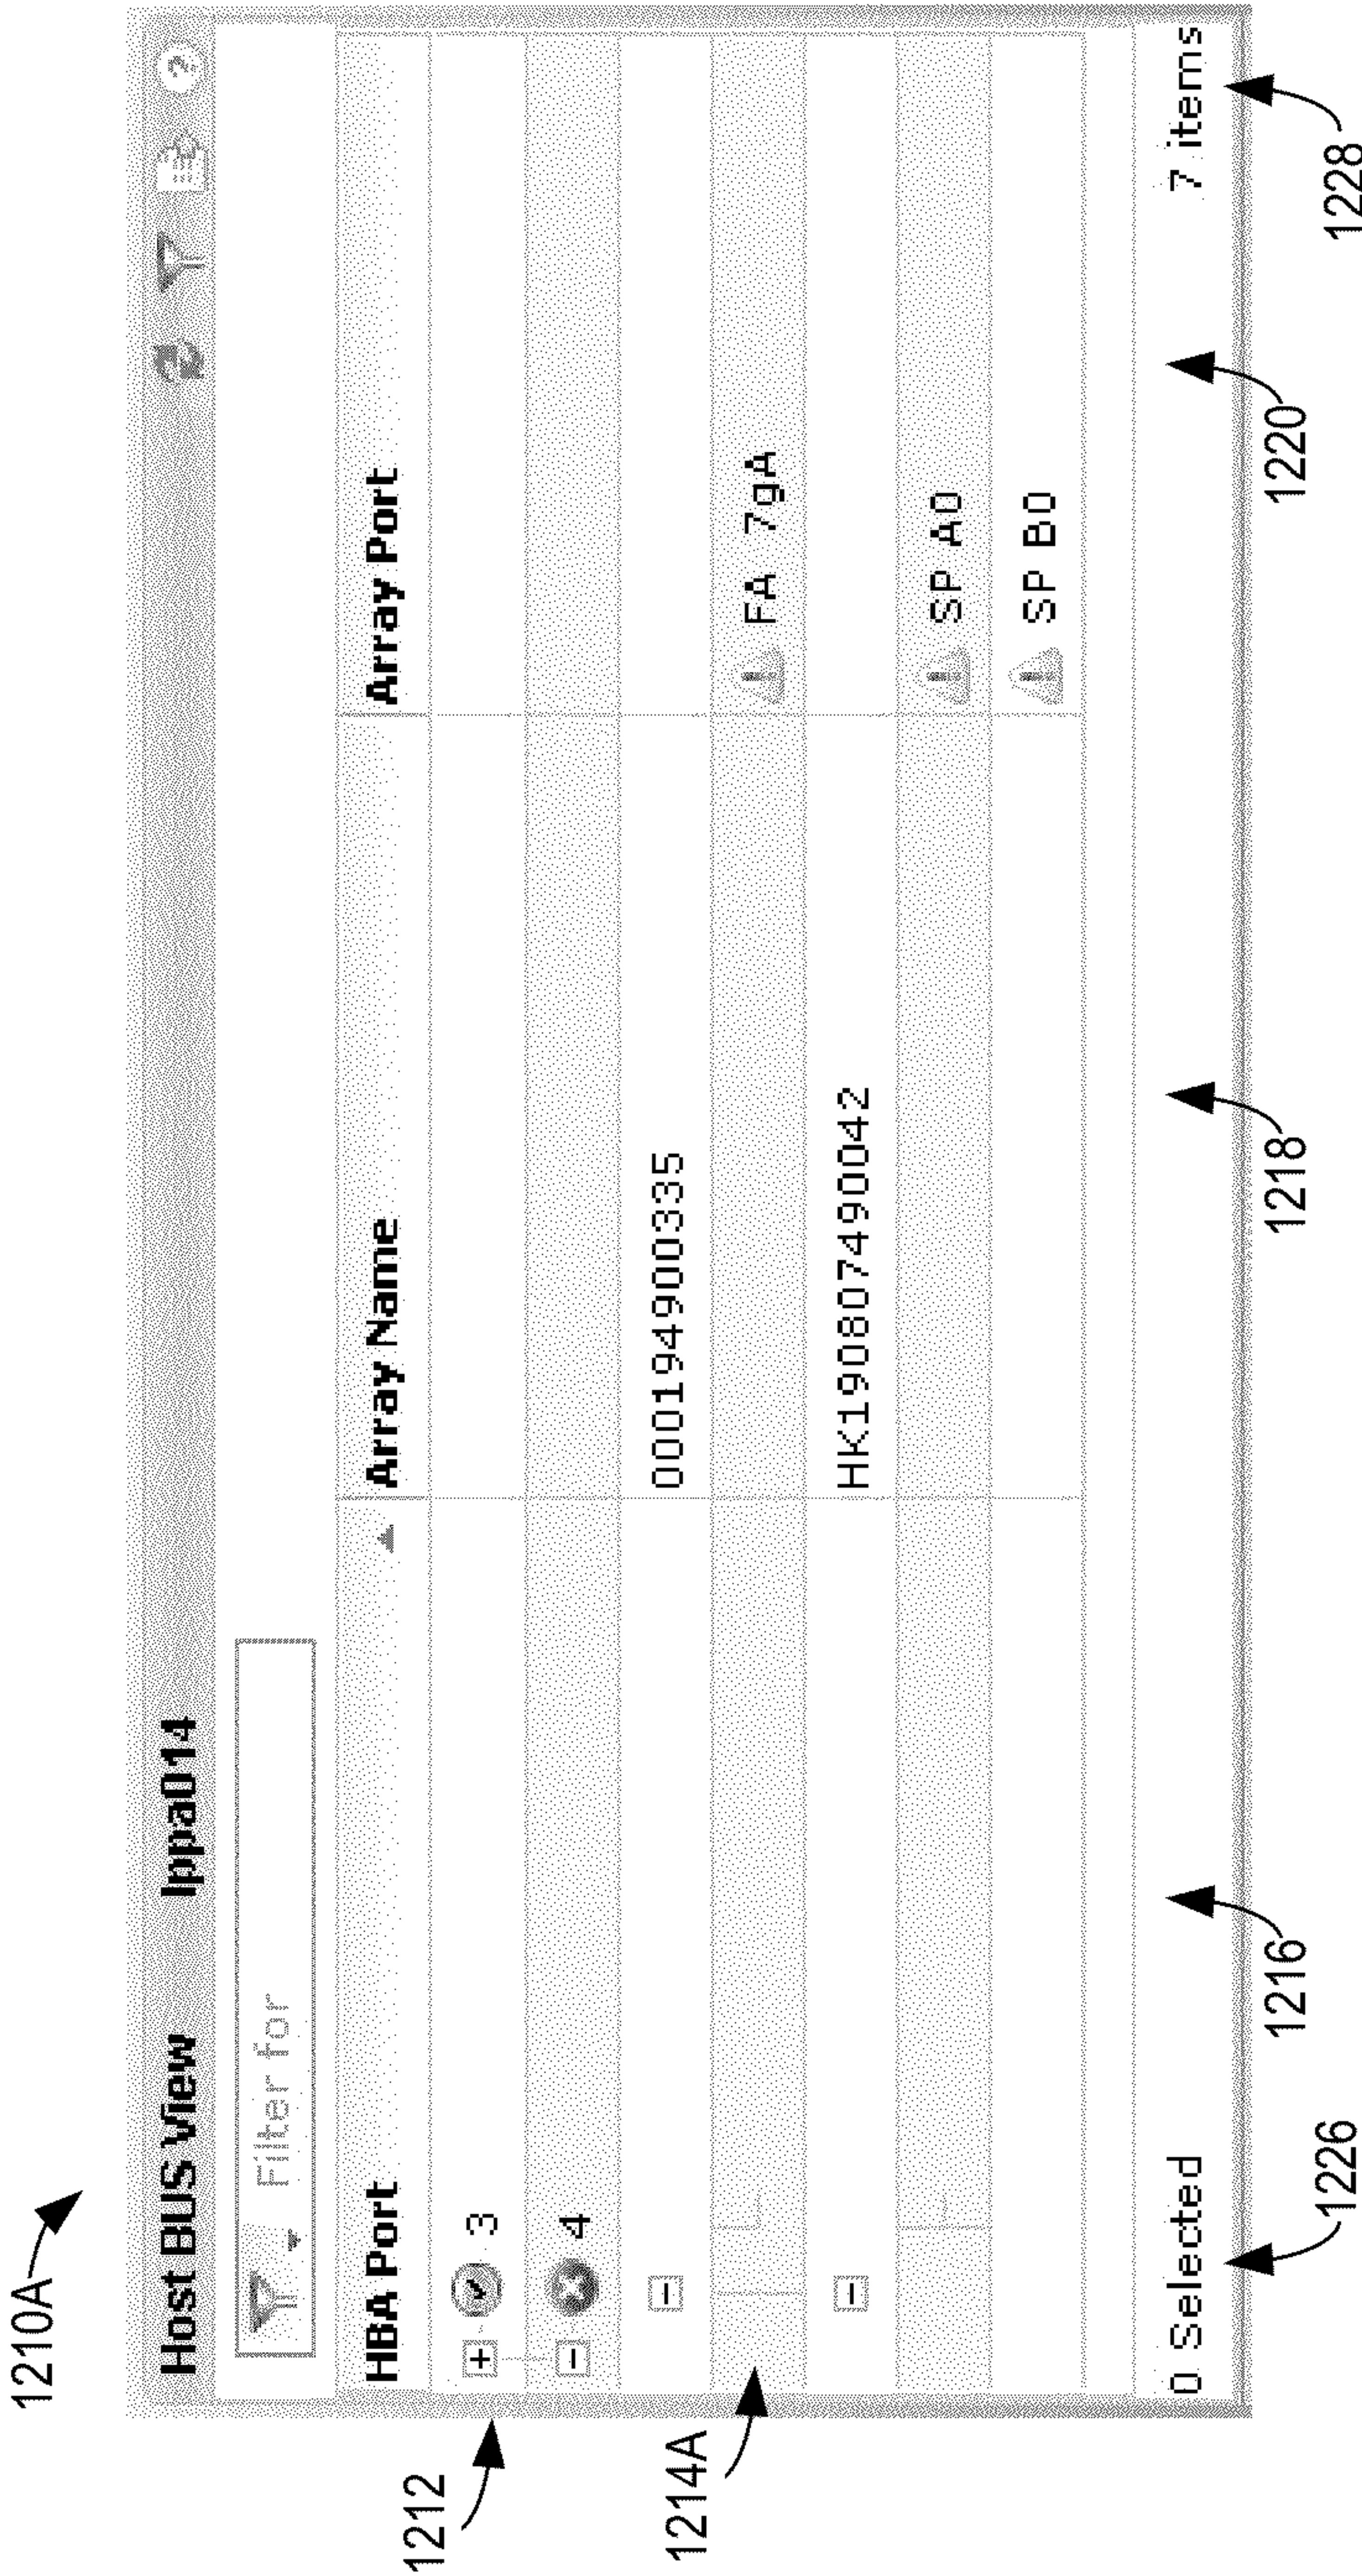 1210A
Host BUS View Ippa014
Filter for
HBA Port Array Name Array Port
1212
3
4
000194900335
1214A
FA 7gA
HK190807490042
SP A0
SP B0
0 Selected 7 items
1226 1216 1218 1220 1228